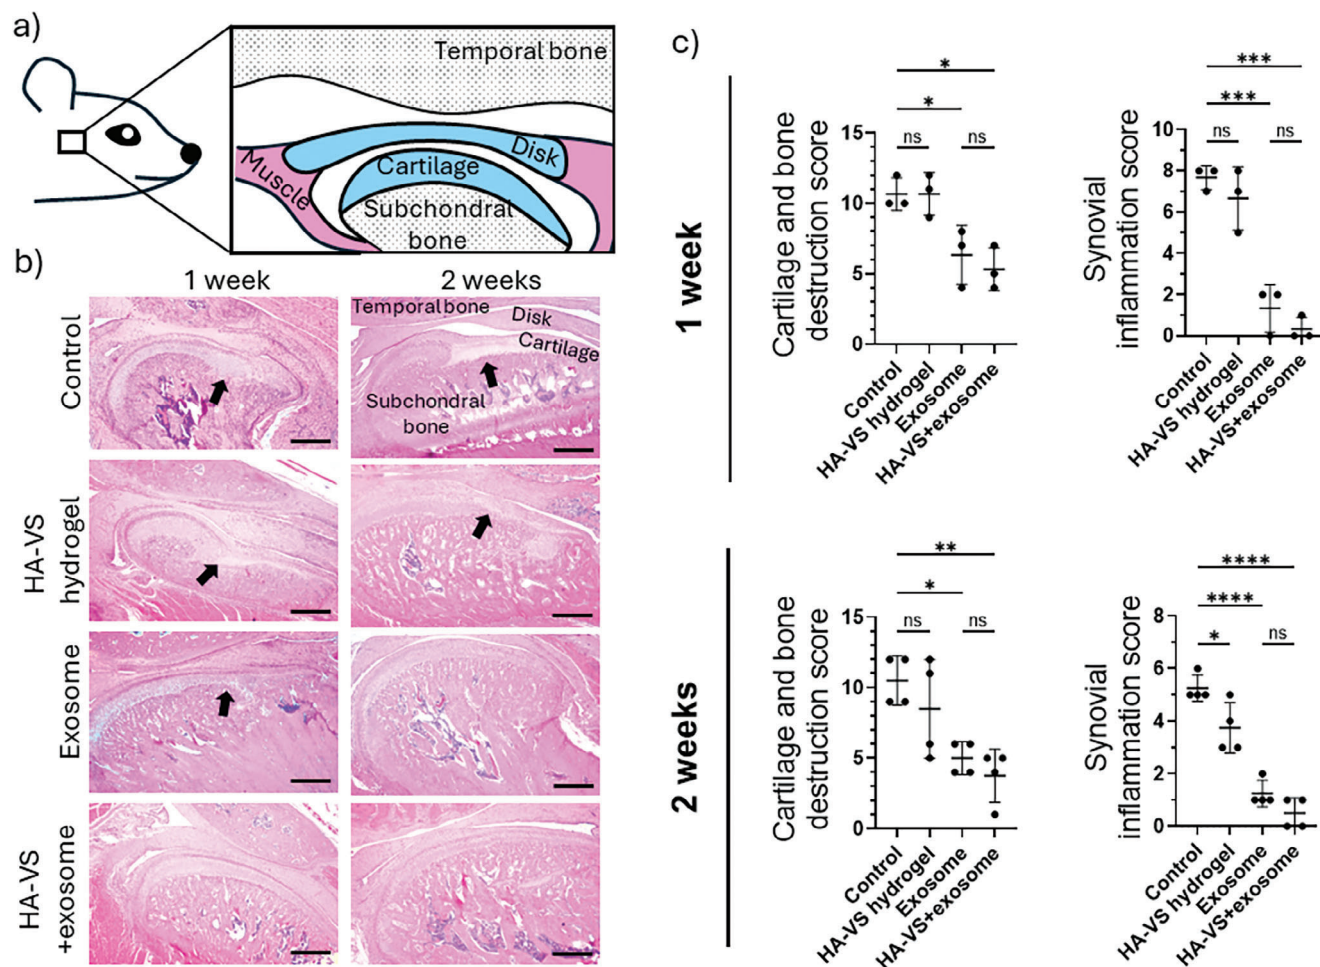 a)
Temporal bone
Disk
Muscle
Cartilage
Subchondral
bone
b)
1 week
2 weeks
Control
Temporal bone
Disk
Cartilage
Subchondral
bone
HA-VS
hydrogel
Exosome
HA-VS
+exosome
c)
1 week
Cartilage and bone
destruction score
15
10
5
0
*
*
ns
ns
Control
HA-VS hydrogel
Exosome
HA-VS+exosome
Synovial
inflammation score
10
8
6
4
2
0
***
***
ns
ns
Control
HA-VS hydrogel
Exosome
HA-VS+exosome
2 weeks
Cartilage and bone
destruction score
15
10
5
0
**
*
ns
ns
Control
HA-VS hydrogel
Exosome
HA-VS+exosome
Synovial
inflammation score
8
6
4
2
0
****
****
*
ns
Control
HA-VS hydrogel
Exosome
HA-VS+exosome